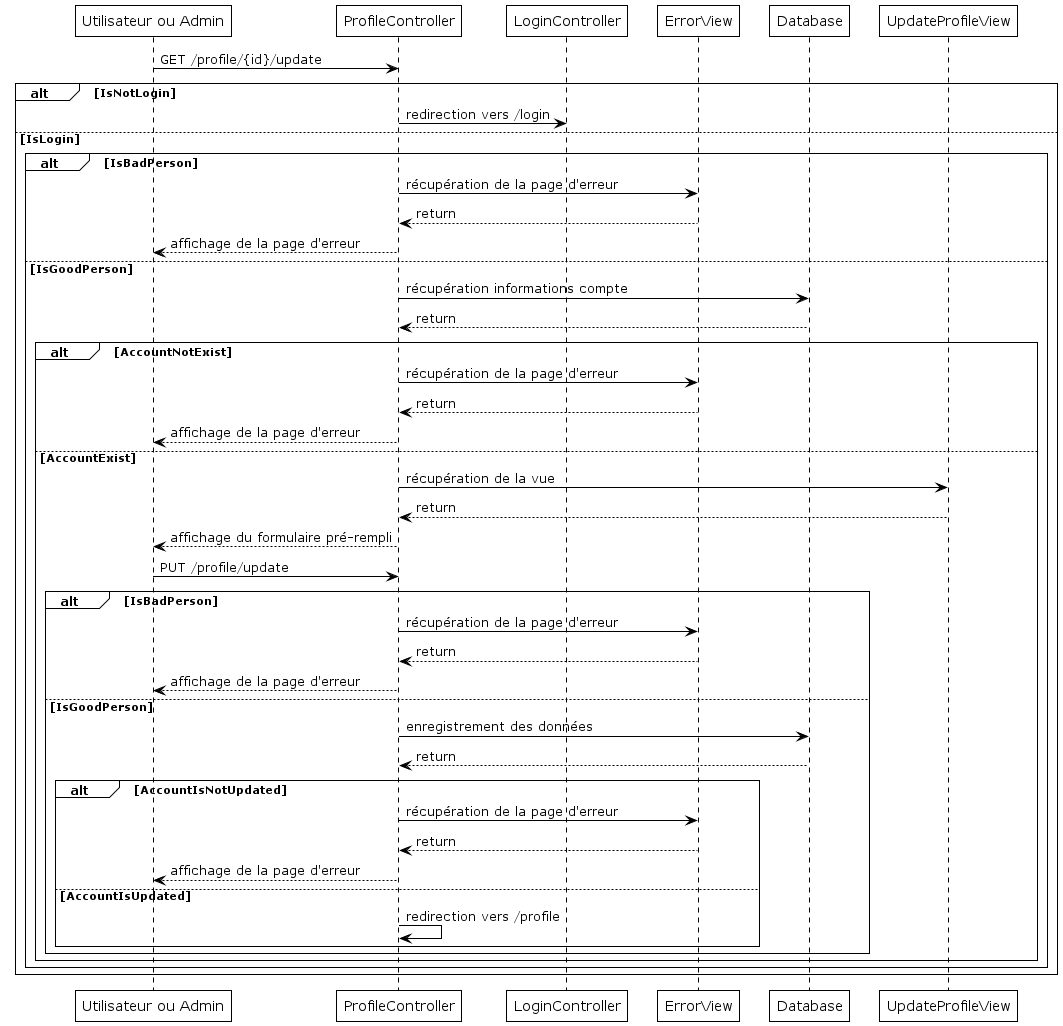 Utilisateur ou Admin
ProfileController
LoginController
ErrorView
Database
UpdateProfileView
GET /profile/{id}/update
alt
[IsNotLogin]
redirection vers /login
[IsLogin]
alt
[IsBadPerson]
récupération de la page d'erreur
return
affichage de la page d'erreur
[IsGoodPerson]
récupération informations compte
return
alt
[AccountNotExist]
récupération de la page d'erreur
return
affichage de la page d'erreur
[AccountExist]
récupération de la vue
return
affichage du formulaire pré-rempli
PUT /profile/update
alt
[IsBadPerson]
récupération de la page d'erreur
return
affichage de la page d'erreur
[IsGoodPerson]
enregistrement des données
return
alt
[AccountIsNotUpdated]
récupération de la page d'erreur
return
affichage de la page d'erreur
[AccountIsUpdated]
redirection vers /profile
Utilisateur ou Admin
ProfileController
LoginController
ErrorView
Database
UpdateProfileView